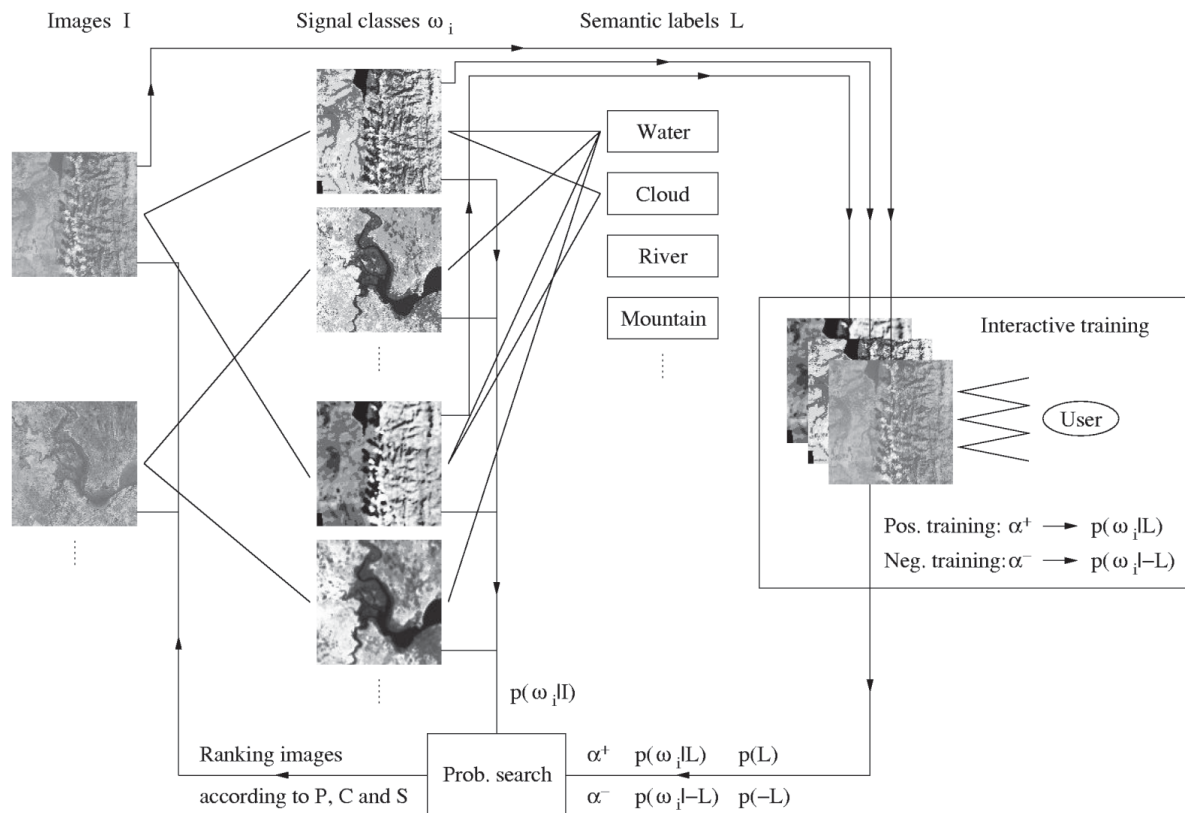 Images I
Signal classes ω i
Semantic labels L
Water
Cloud
River
Mountain
Interactive training
User
Pos. training: α⁺ → p(ω i|L)
Neg. training: α⁻ → p(ω i|−L)
p(ω i|I)
Ranking images
according to P, C and S
Prob. search
α⁺ p(ω i|L) p(L)
α⁻ p(ω i|−L) p(−L)